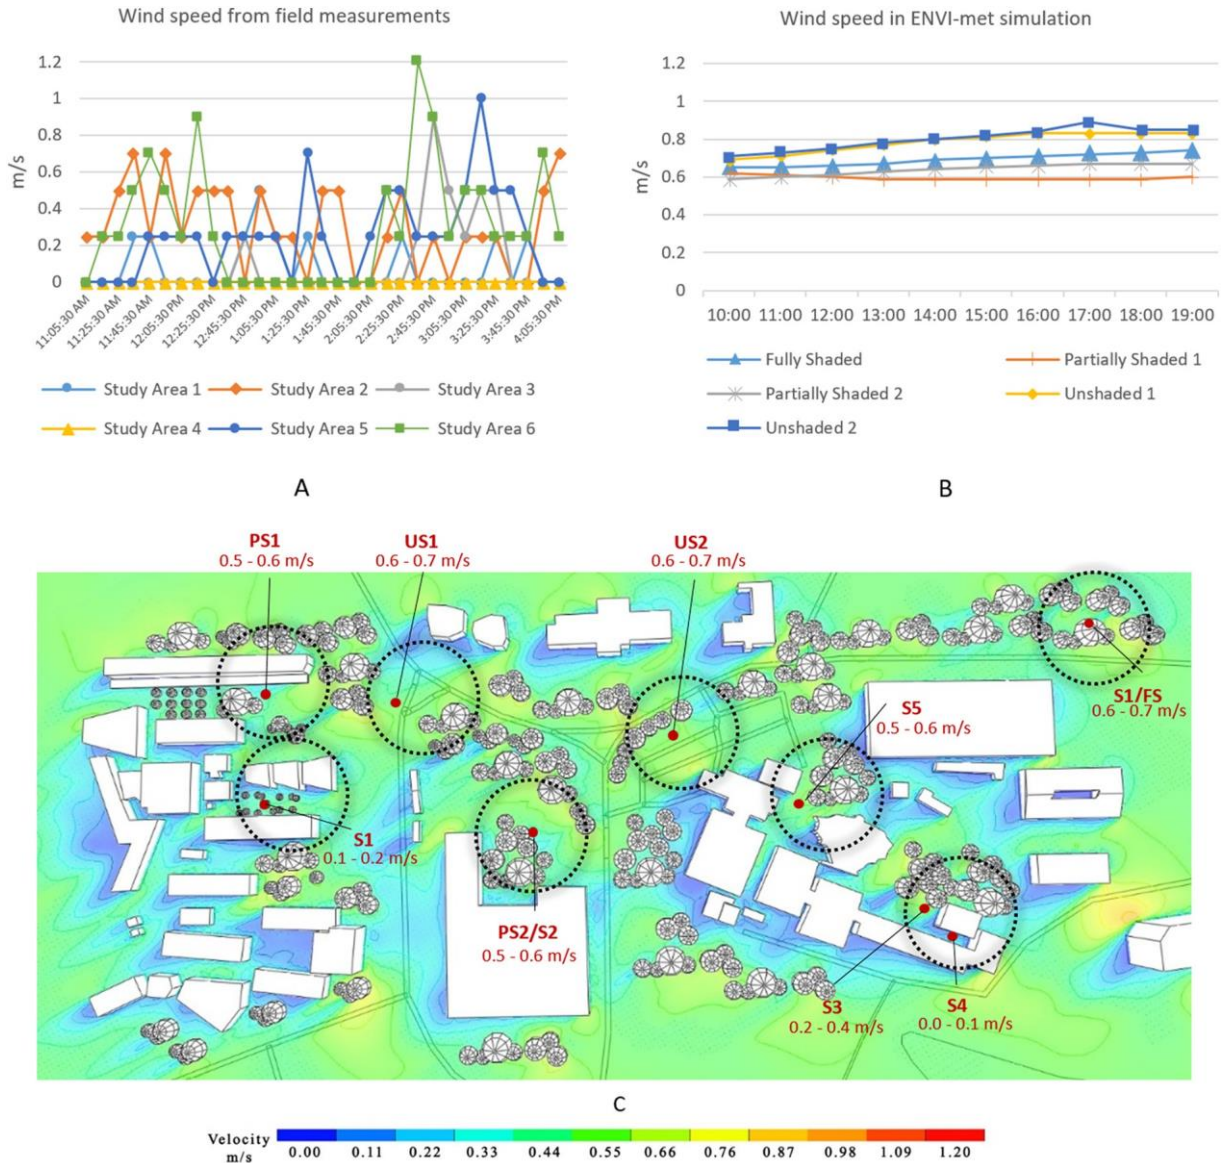 Wind speed from field measurements
m/s
1.2
1
0.8
0.6
0.4
0.2
0
11:05:30 AM
11:25:30 AM
11:45:30 AM
12:05:30 PM
12:25:30 PM
12:45:30 PM
1:05:30 PM
1:25:30 PM
1:45:30 PM
2:05:30 PM
2:25:30 PM
2:45:30 PM
3:05:30 PM
3:25:30 PM
3:45:30 PM
4:05:30 PM
Study Area 1
Study Area 2
Study Area 3
Study Area 4
Study Area 5
Study Area 6
A
Wind speed in ENVI-met simulation
m/s
1.2
1
0.8
0.6
0.4
0.2
0
10:00 11:00 12:00 13:00 14:00 15:00 16:00 17:00 18:00 19:00
Fully Shaded
Partially Shaded 1
Partially Shaded 2
Unshaded 1
Unshaded 2
B
PS1
0.5 - 0.6 m/s
US1
0.6 - 0.7 m/s
US2
0.6 - 0.7 m/s
S1/FS
0.6 - 0.7 m/s
S5
0.5 - 0.6 m/s
S1
0.1 - 0.2 m/s
PS2/S2
0.5 - 0.6 m/s
S3
0.2 - 0.4 m/s
S4
0.0 - 0.1 m/s
C
Velocity
m/s
0.00 0.11 0.22 0.33 0.44 0.55 0.66 0.76 0.87 0.98 1.09 1.20